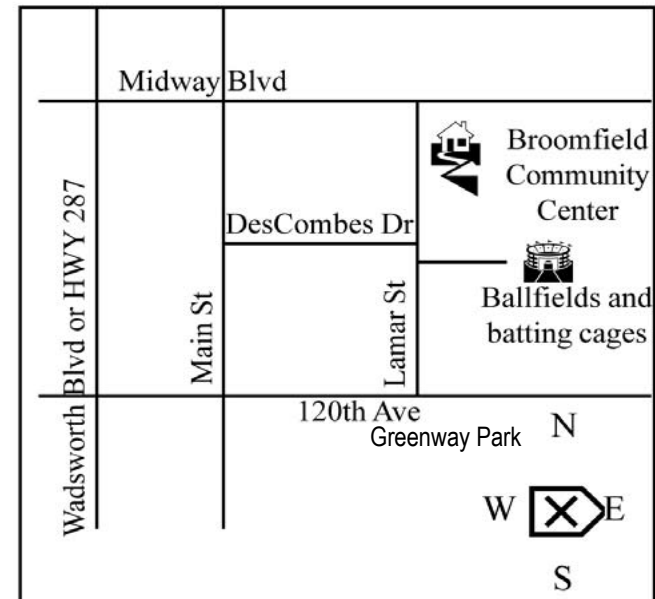 Midway Blvd
Broomfield
Community
Center
DesCombes Dr
Ballfields and
batting cages
Wadsworth Blvd or HWY 287
Main St
Lamar St
120th Ave
Greenway Park
N
W E
S